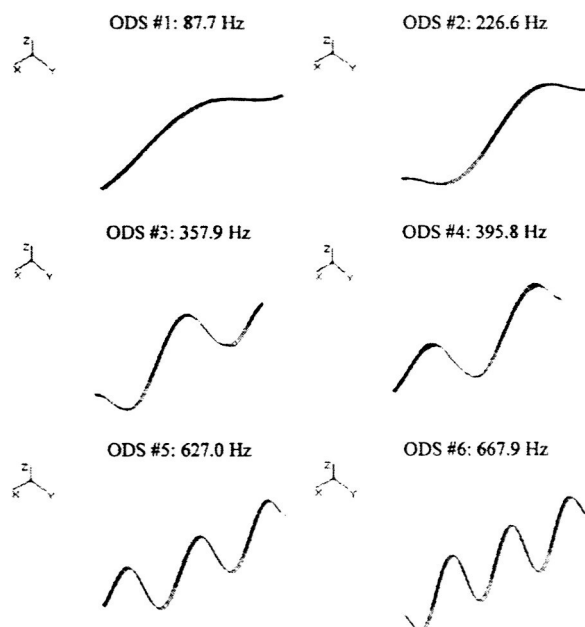 ODS #1: 87.7 Hz
ODS #2: 226.6 Hz
Z
X
Y
Z
X
Y
ODS #3: 357.9 Hz
ODS #4: 395.8 Hz
Z
X
Y
Z
X
Y
ODS #5: 627.0 Hz
ODS #6: 667.9 Hz
Z
X
Y
Z
X
Y